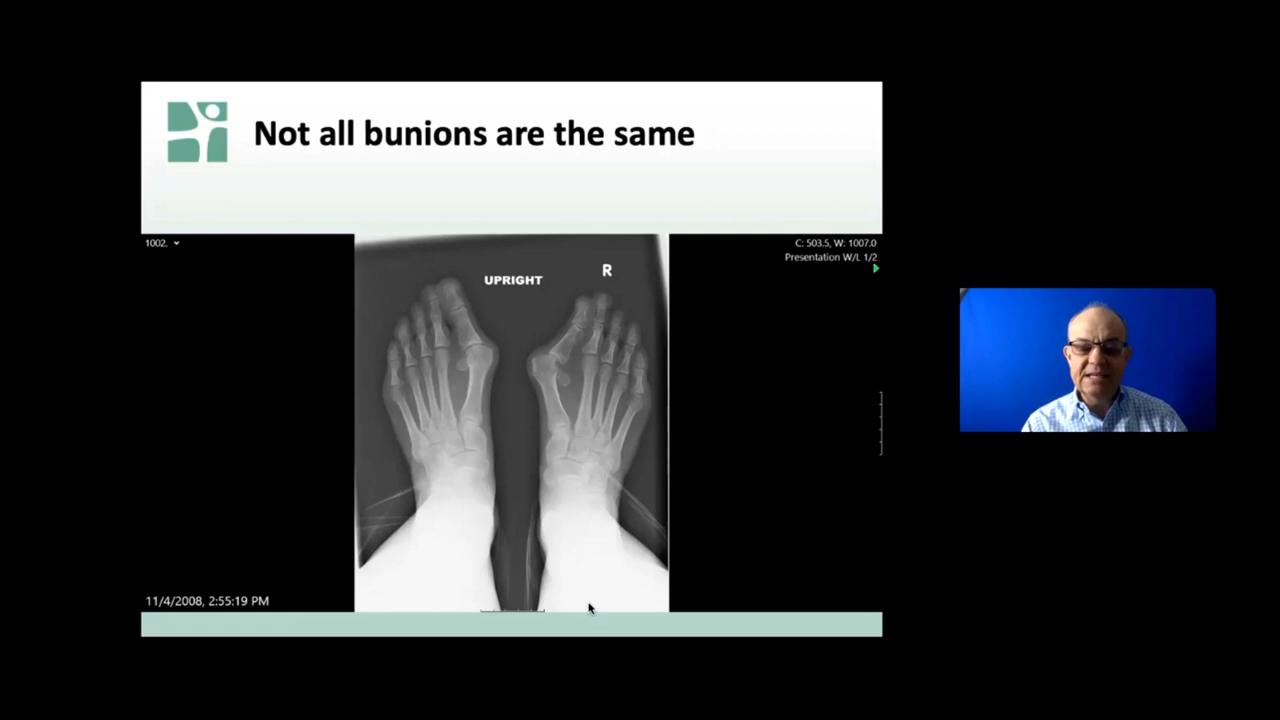 Not all bunions are the same
1002.
C: 503.5, W: 1007.0
Presentation W/L 1/2
R
UPRIGHT
11/4/2008, 2:55:19 PM